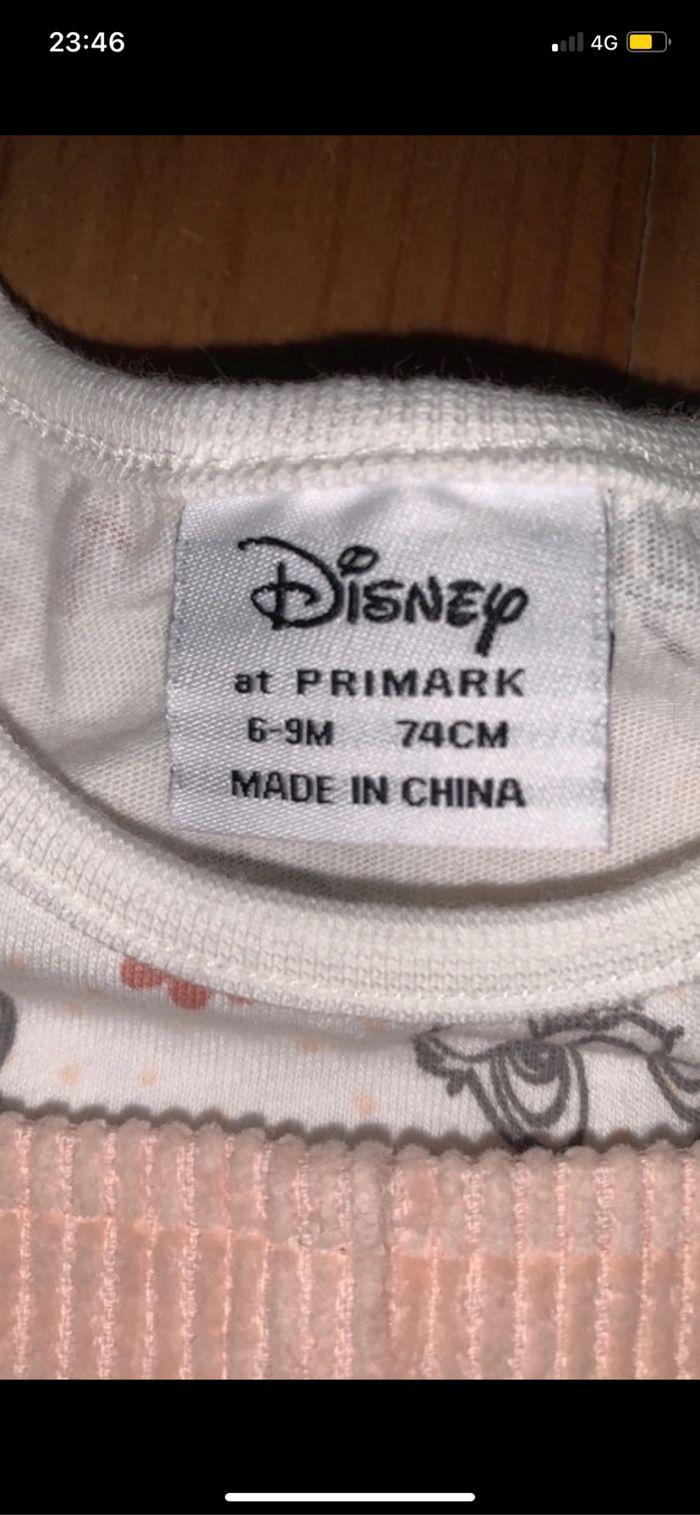 23:46
4G
Disney
at PRIMARK
6-9M 74CM
MADE IN CHINA